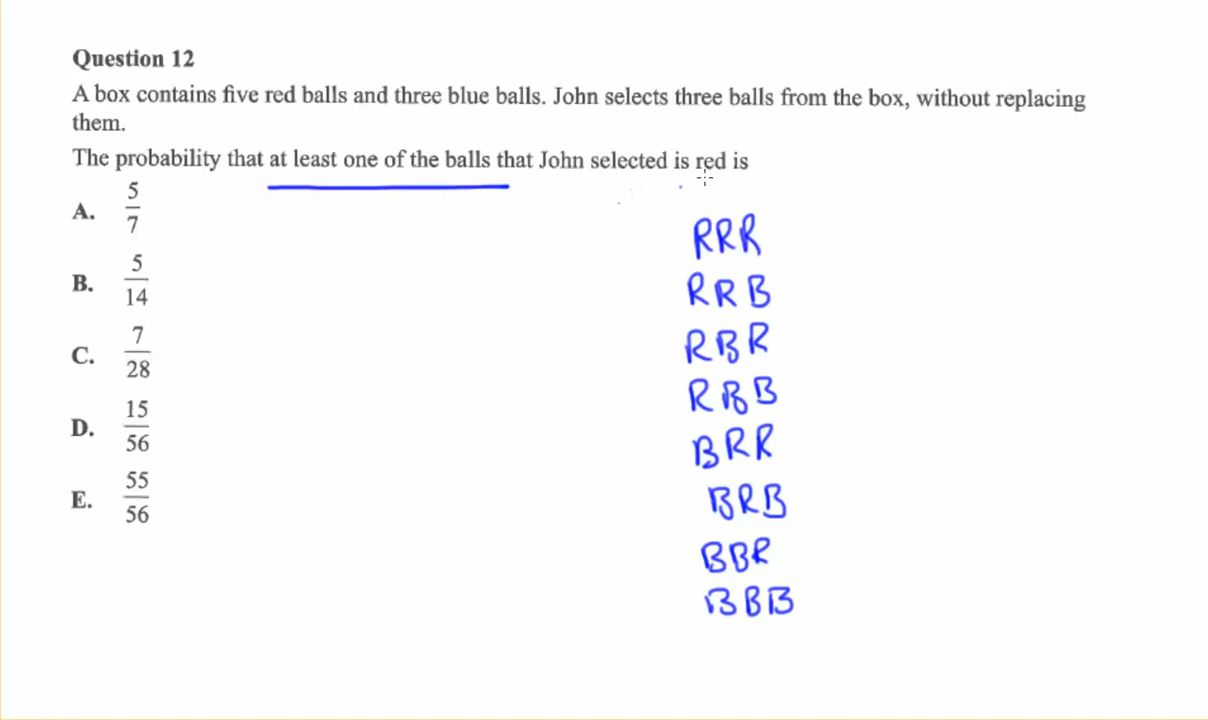 Question 12
A box contains five red balls and three blue balls. John selects three balls from the box, without replacing
them.
The probability that at least one of the balls that John selected is red is
A. 5/7
B. 5/14
C. 7/28
D. 15/56
E. 55/56
RRR
RRB
RBR
RBB
BRR
BRB
BBR
BBB